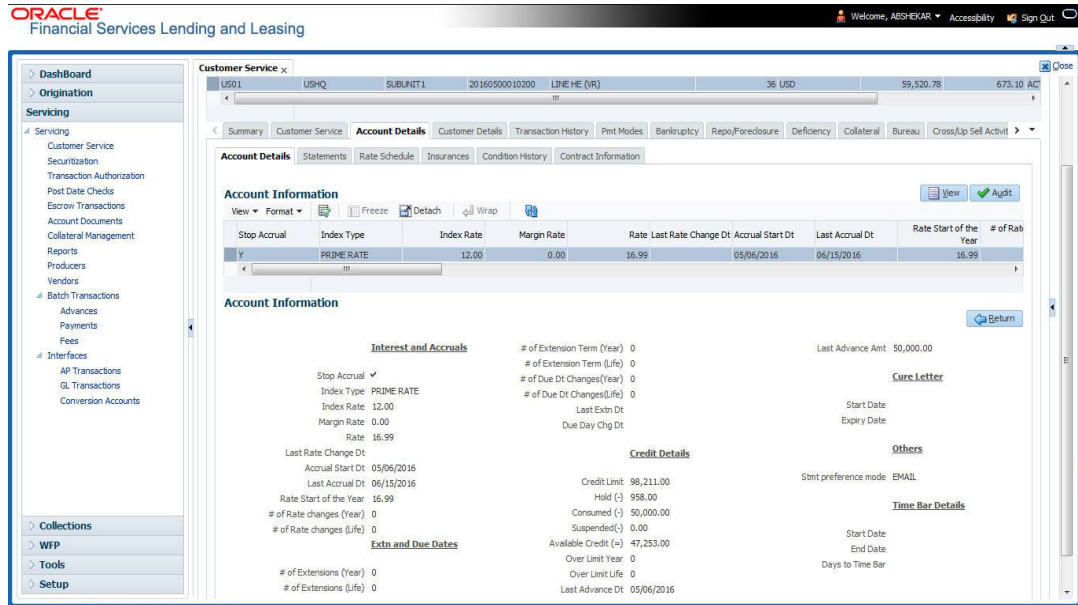 ORACLE
Financial Services Lending and Leasing
Welcome, ABSHEKAR Accessibility Sign Out
Close
DashBoard
Origination
Servicing
Servicing
Customer Service
Securitization
Transaction Authorization
Post Date Checks
Escrow Transactions
Account Documents
Collateral Management
Reports
Producers
Vendors
Batch Transactions
Advances
Payments
Fees
Interfaces
AP Transactions
GL Transactions
Conversion Accounts
Collections
WFP
Tools
Setup
Customer Service x
US01 USHQ SUBUNIT1 20160500010200 LINE HE (VR) 36 USD 59,520.78 673.10 ACT
Summary Customer Service Account Details Customer Details Transaction History Pmt Modes Bankruptcy Repo/Foreclosure Deficiency Collateral Bureau Cross/Up Sell Activit
Account Details Statements Rate Schedule Insurances Condition History Contract Information
Account Information
View Audit
View Format Freeze Detach Wrap
Stop Accrual Index Type Index Rate Margin Rate Rate Last Rate Change Dt Accrual Start Dt Last Accrual Dt Rate Start of the Year # of Rate
Y PRIME RATE 12.00 0.00 16.99 05/06/2016 06/15/2016 16.99
Account Information
Return
Interest and Accruals
Stop Accrual ✔
Index Type PRIME RATE
Index Rate 12.00
Margin Rate 0.00
Rate 16.99
Last Rate Change Dt
Accrual Start Dt 05/06/2016
Last Accrual Dt 06/15/2016
Rate Start of the Year 16.99
# of Rate changes (Year) 0
# of Rate changes (Life) 0
Extn and Due Dates
# of Extensions (Year) 0
# of Extensions (Life) 0
# of Extension Term (Year) 0
# of Extension Term (Life) 0
# of Due Dt Changes(Year) 0
# of Due Dt Changes(Life) 0
Last Extn Dt
Due Day Chg Dt
Credit Details
Credit Limit 98,211.00
Hold (-) 958.00
Consumed (-) 50,000.00
Suspended(-) 0.00
Available Credit (=) 47,253.00
Over Limit Year 0
Over Limit Life 0
Last Advance Dt 05/06/2016
Last Advance Amt 50,000.00
Cure Letter
Start Date
Expiry Date
Others
Stmt preference mode EMAIL
Time Bar Details
Start Date
End Date
Days to Time Bar